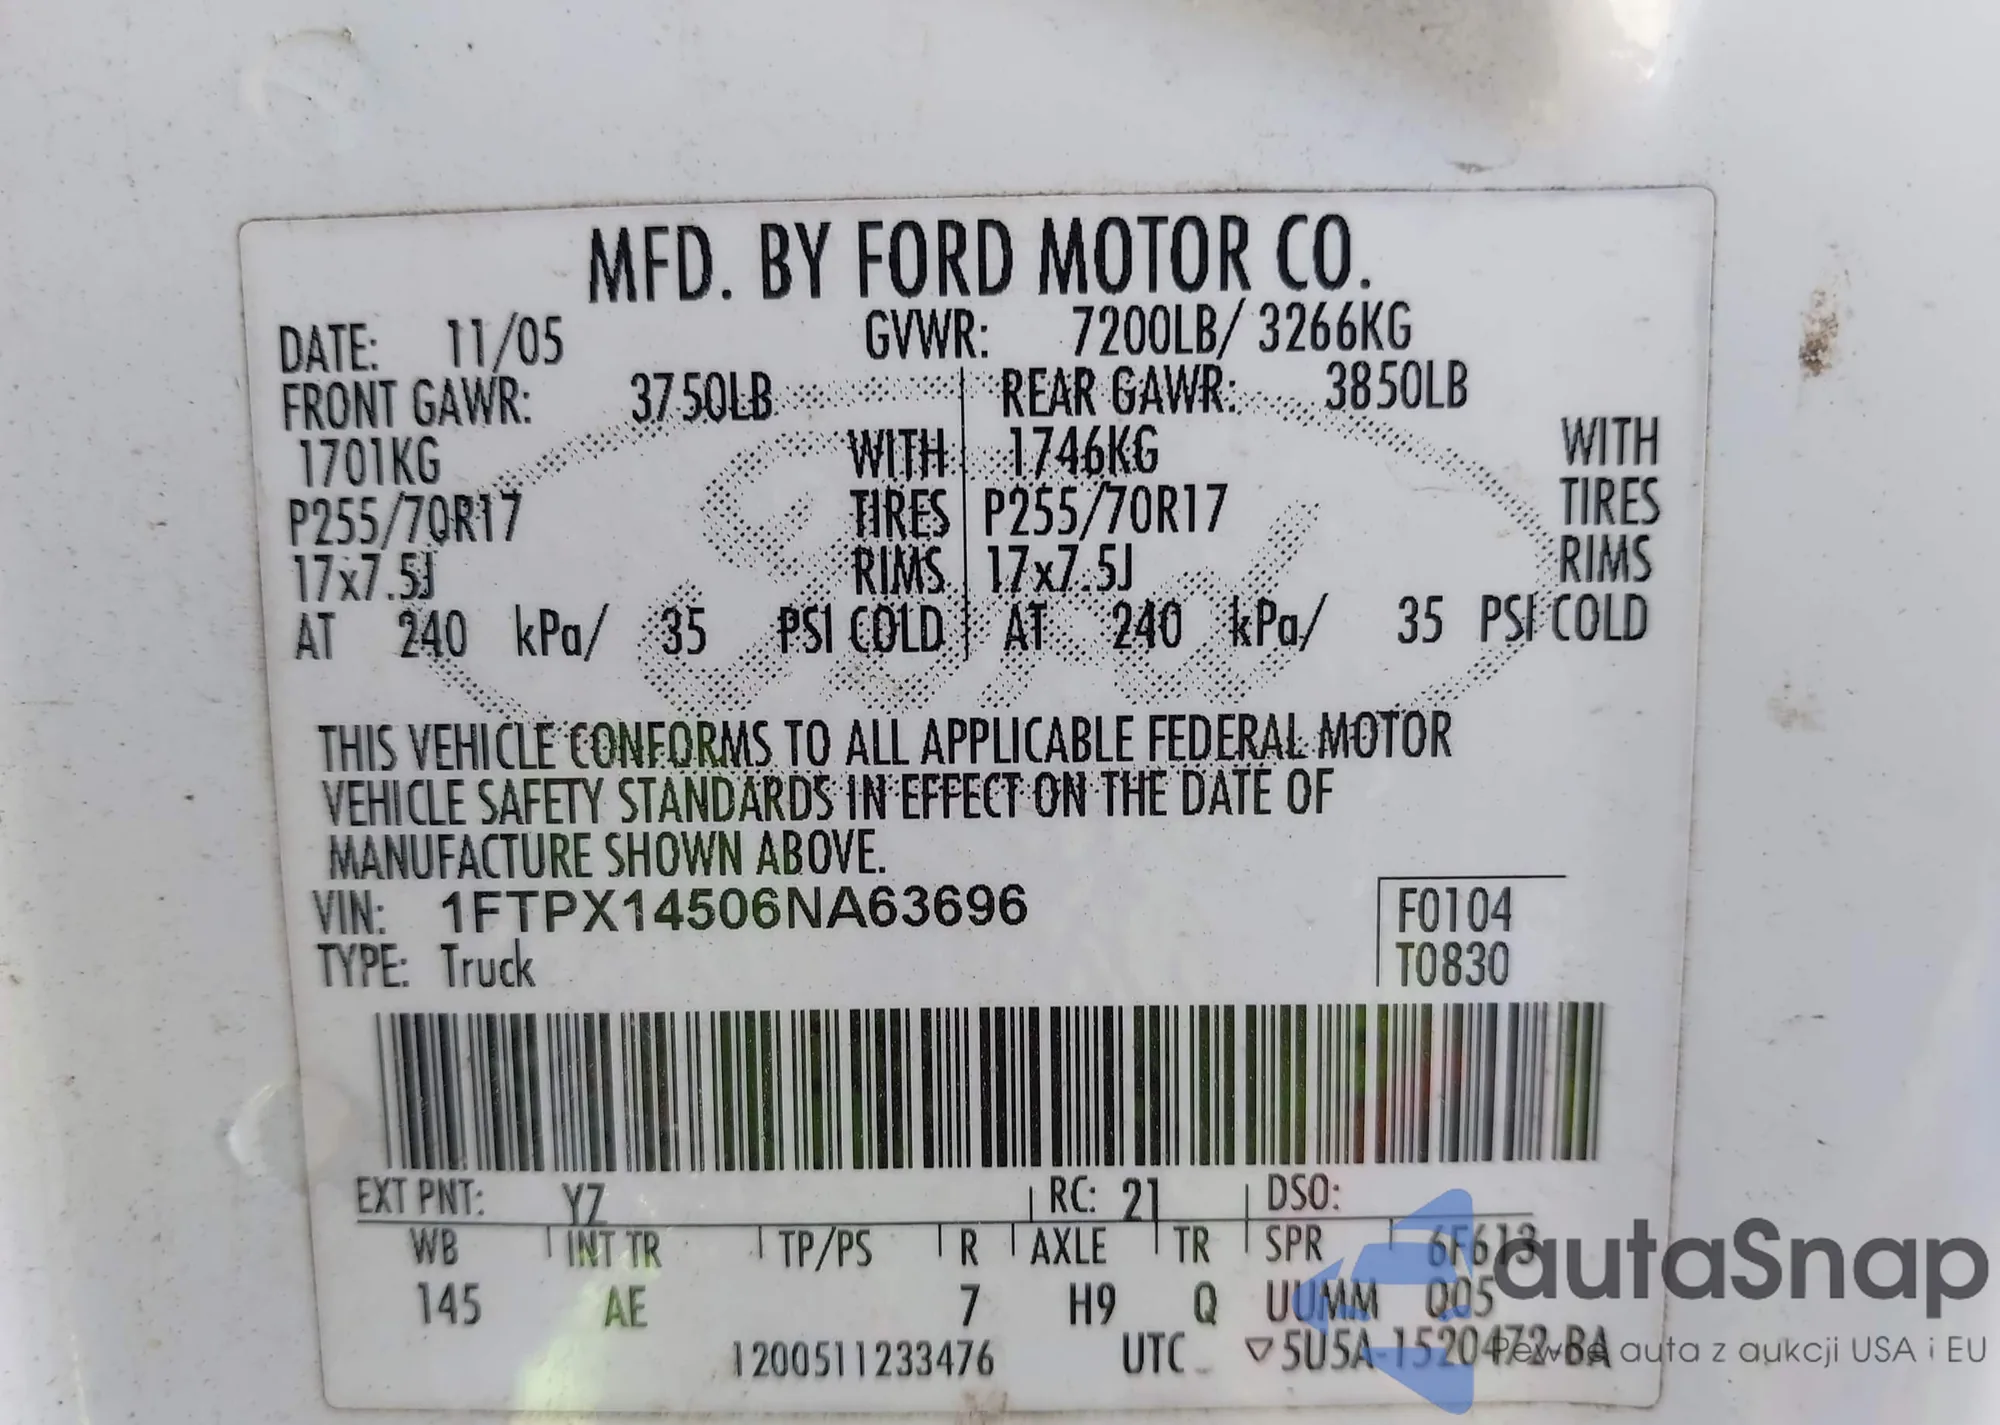 MFD. BY FORD MOTOR CO.
DATE: 11/05 GVWR: 7200LB/ 3266KG
FRONT GAWR: 3750LB REAR GAWR: 3850LB
1701KG WITH 1746KG WITH
P255/70R17 TIRES P255/70R17 TIRES
17x7.5J RIMS 17x7.5J RIMS
AT 240 kPa/ 35 PSI COLD AT 240 kPa/ 35 PSI COLD
THIS VEHICLE CONFORMS TO ALL APPLICABLE FEDERAL MOTOR
VEHICLE SAFETY STANDARDS IN EFFECT ON THE DATE OF
MANUFACTURE SHOWN ABOVE.
VIN: 1FTPX14506NA63696 F0104
TYPE: Truck T0830
EXT PNT: YZ RC: 21 DSO:
WB INT TR TP/PS R AXLE TR SPR 6F613
145 AE 7 H9 Q UUMM 005
1200511233476 UTC ▽5U5A-1520472-BA
autaSnap
Pewne auta z aukcji USA i EU